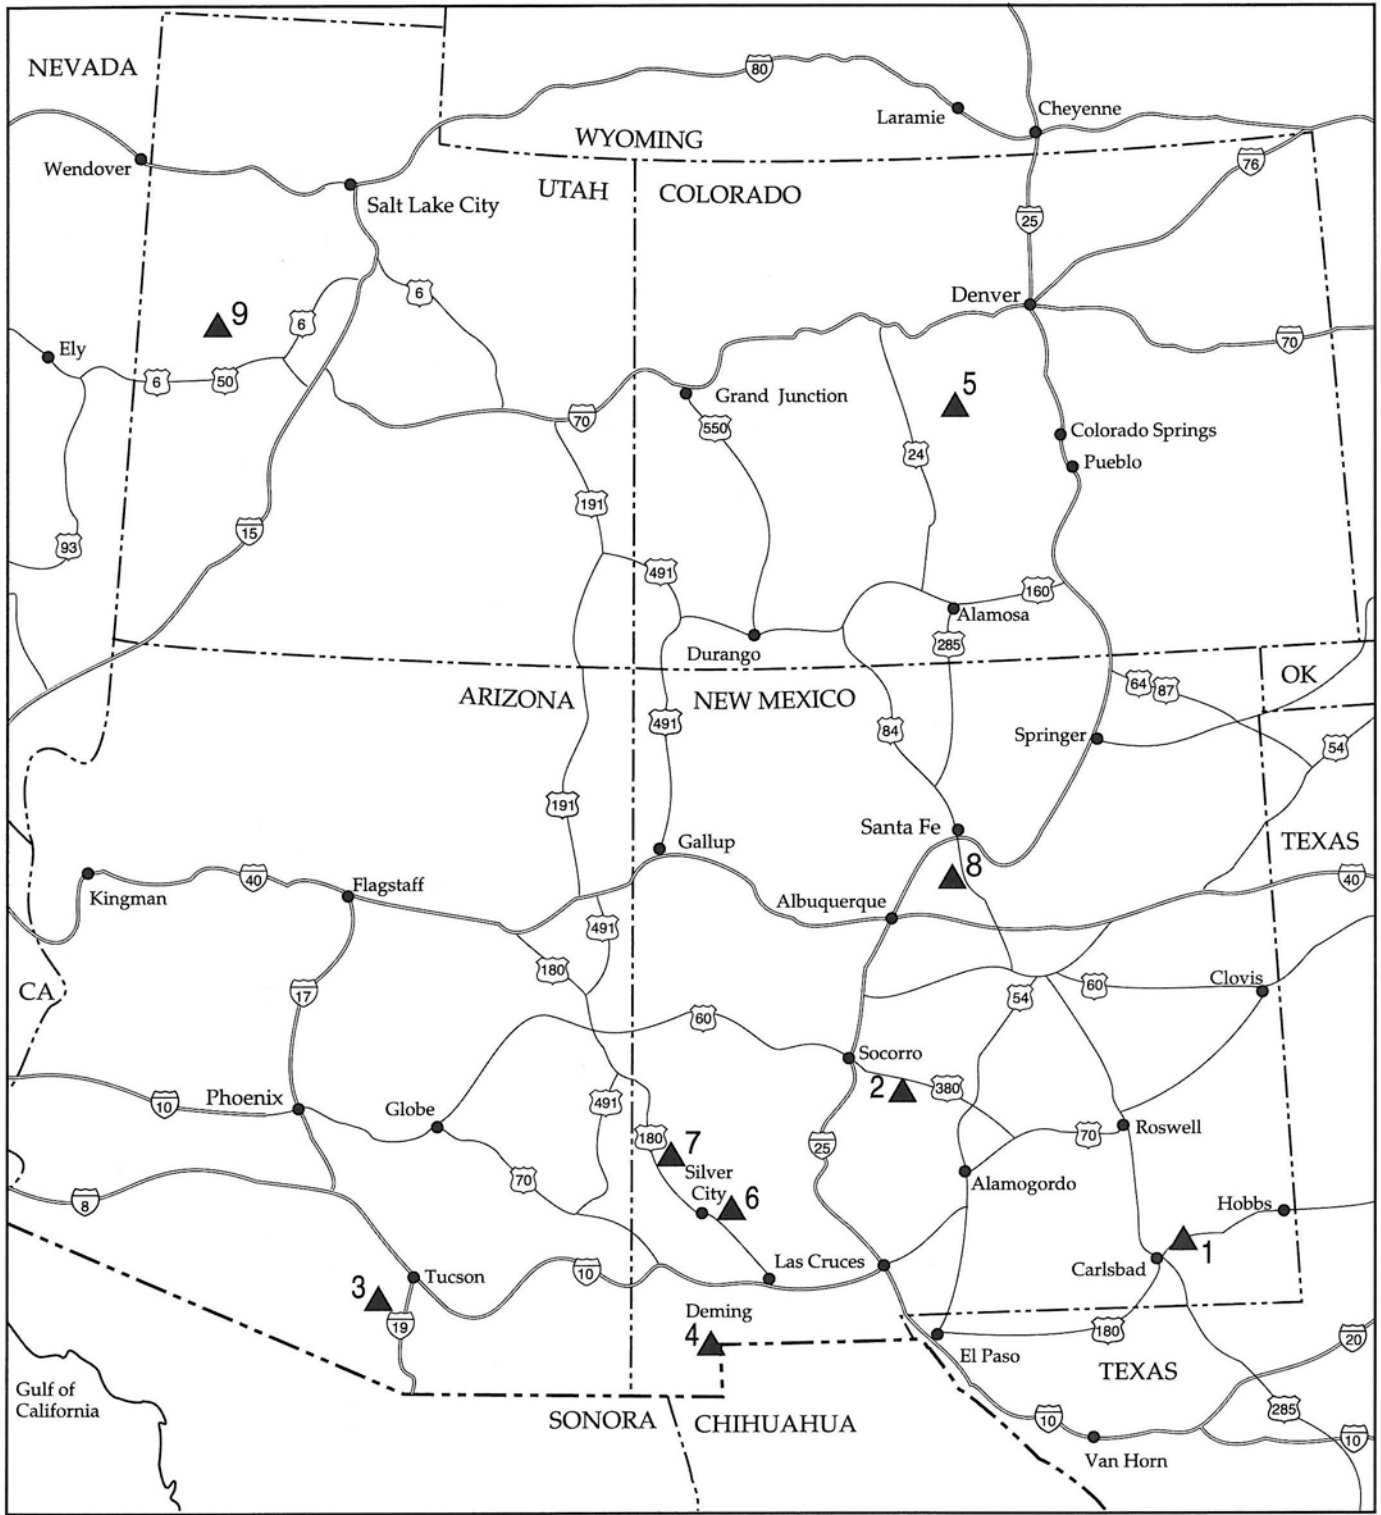 80
NEVADA
Laramie
Cheyenne
WYOMING
Wendover
76
UTAH
COLORADO
Salt Lake City
25
6
Denver
9
6
70
Ely
6
50
5
Grand Junction
70
550
Colorado Springs
24
Pueblo
191
15
93
491
160
Alamosa
285
Durango
OK
64
87
ARIZONA
NEW MEXICO
491
84
Springer
54
191
Santa Fe
Gallup
TEXAS
8
40
Flagstaff
40
Kingman
Albuquerque
491
180
Clovis
CA
17
60
54
60
Socorro
2
380
Phoenix
10
Globe
491
180
25
70
Roswell
7
Silver
City
70
6
Alamogordo
8
Hobbs
1
Las Cruces
Carlsbad
10
Tucson
3
Deming
19
4
180
20
El Paso
TEXAS
Gulf of
California
285
SONORA
CHIHUAHUA
10
10
Van Horn